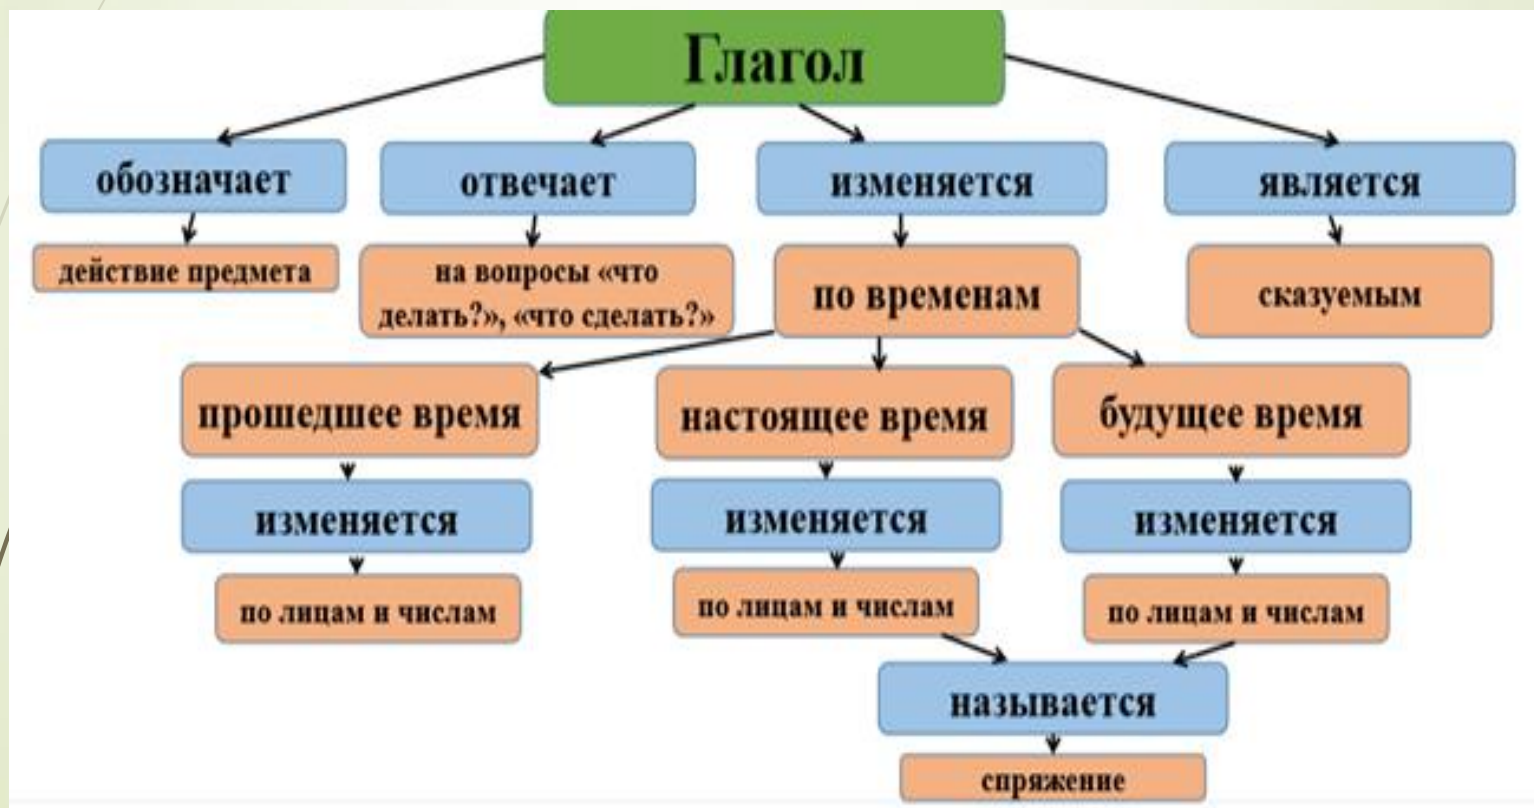 Глагол
обозначает
отвечает
изменяется
является
действие предмета
на вопросы «что
делать?», «что сделать?»
по временам
сказуемым
прошедшее время
настоящее время
будущее время
изменяется
изменяется
изменяется
по лицам и числам
по лицам и числам
по лицам и числам
называется
спряжение